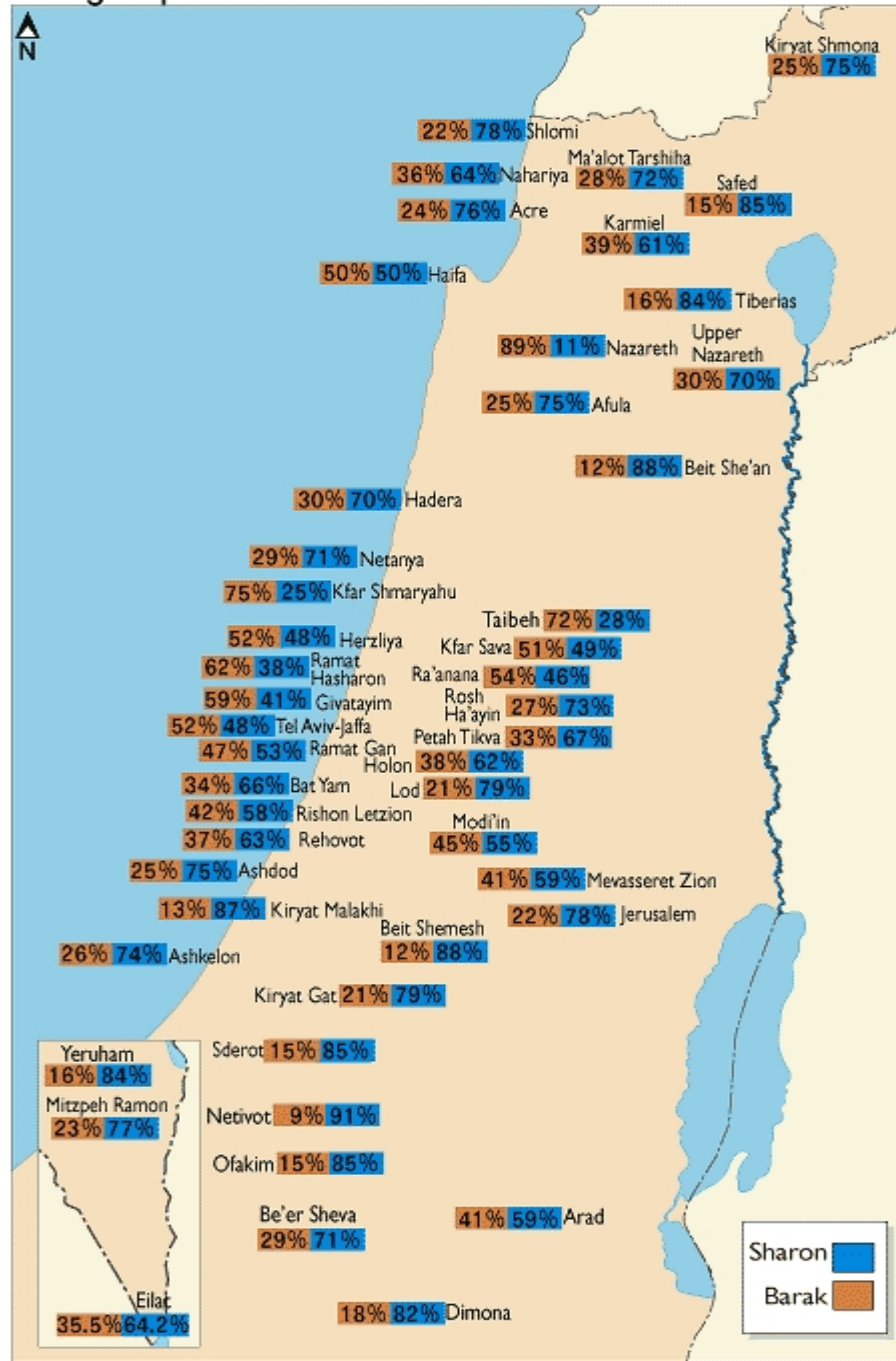 N
Kiryat Shmona
25% 75%
22% 78% Shlomi
Ma'alot Tarshiha
36% 64% Nahariya
28% 72%
Safed
15% 85%
24% 76% Acre
Karmiel
39% 61%
50% 50% Haifa
16% 84% Tiberias
Upper
Nazareth
89% 11% Nazareth
30% 70%
25% 75% Afula
12% 88% Beit She'an
30% 70% Hadera
29% 71% Netanya
75% 25% Kfar Shmaryahu
Taibeh 72% 28%
52% 48% Herzliya
Kfar Sava 51% 49%
62% 38% Ramat
Hasharon
Ra'anana 54% 46%
59% 41% Givatayim
Rosh
Ha'ayin 27% 73%
52% 48% Tel Aviv-Jaffa
Petah Tikva 33% 67%
47% 53% Ramat Gan
Holon 38% 62%
34% 66% Bat Yam
Lod 21% 79%
42% 58% Rishon Letzion
Modi'in
45% 55%
37% 63% Rehovot
25% 75% Ashdod
41% 59% Mevasseret Zion
13% 87% Kiryat Malakhi
22% 78% Jerusalem
Beit Shemesh
12% 88%
26% 74% Ashkelon
Kiryat Gat 21% 79%
Sderot 15% 85%
Yeruham
16% 84%
Mitzpeh Ramon
23% 77%
Netivot 9% 91%
Ofakim 15% 85%
Be'er Sheva
29% 71%
41% 59% Arad
Eilat
35.5% 64.2%
18% 82% Dimona
Sharon
Barak